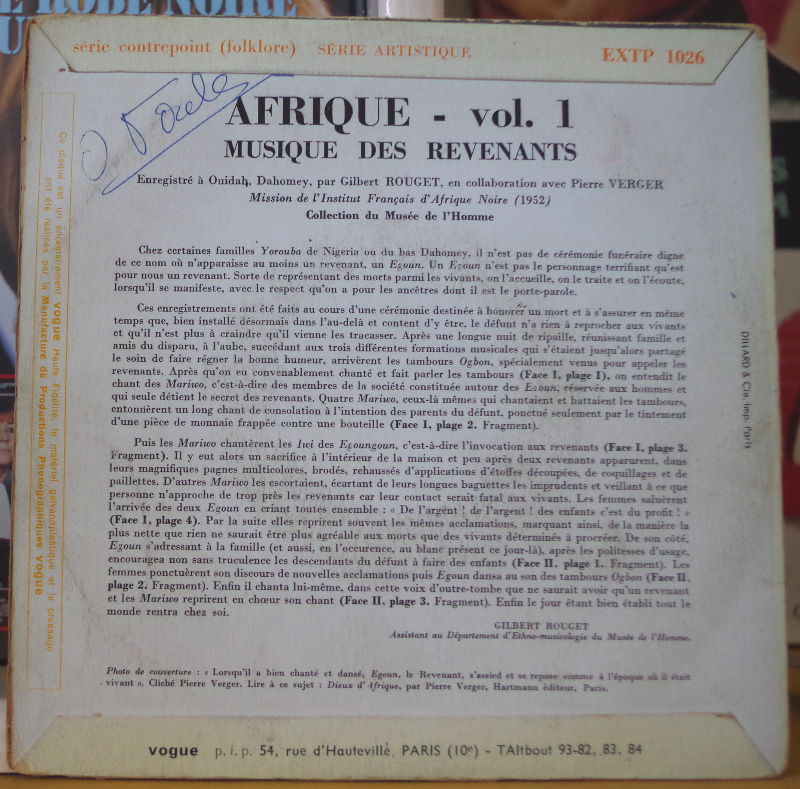 série contrepoint (folklore) SÉRIE ARTISTIQUE EXTP 1026
AFRIQUE - vol. 1
MUSIQUE DES REVENANTS
Enregistré à Ouidah, Dahomey, par Gilbert ROUGET, en collaboration avec Pierre VERGER
Mission de l'Institut Français d'Afrique Noire (1952)
Collection du Musée de l'Homme
Chez certaines familles Yorouba de Nigeria ou du bas Dahomey, il n'est pas de cérémonie funéraire digne
de ce nom où n'apparaisse au moins un revenant, un Egoun. Un Egoun n'est pas le personnage terrifiant qu'est
pour nous un revenant. Sorte de représentant des morts parmi les vivants, on l'accueille, on le traite et on l'écoute,
lorsqu'il se manifeste, avec le respect qu'on a pour les ancêtres dont il est le porte-parole.
Ces enregistrements ont été faits au cours d'une cérémonie destinée à honorer un mort et à s'assurer en même
temps que, bien installé désormais dans l'au-delà et content d'y être, le défunt n'a rien à reprocher aux vivants
et qu'il n'est plus à craindre qu'il vienne les tracasser. Après une longue nuit de ripaille, réunissant famille et
amis du disparu, à l'aube, succédant aux trois différentes formations musicales qui s'étaient jusqu'alors partagé
le soin de faire régner la bonne humeur, arrivèrent les tambours Ogbon, spécialement venus pour appeler les
revenants. Après qu'on eu convenablement chanté et fait parler les tambours (Face I, plage 1), on entendit le
chant des Mariwo, c'est-à-dire des membres de la société constituée autour des Egoun, réservée aux hommes et
qui seule détient le secret des revenants. Quatre Mariwo, ceux-là mêmes qui chantaient et battaient les tambours,
entonnèrent un long chant de consolation à l'intention des parents du défunt, ponctué seulement par le tintement
d'une pièce de monnaie frappée contre une bouteille (Face I, plage 2. Fragment).
Puis les Mariwo chantèrent les Iwi des Egoungoun, c'est-à-dire l'invocation aux revenants (Face I, plage 3.
Fragment). Il y eut alors un sacrifice à l'intérieur de la maison et peu après deux revenants apparurent, dans
leurs magnifiques pagnes multicolores, brodés, rehaussés d'applications d'étoffes découpées, de coquillages et de
paillettes. D'autres Mariwo les escortaient, écartant de leurs longues baguettes les imprudents et veillant à ce que
personne n'approche de trop près les revenants car leur contact serait fatal aux vivants. Les femmes saluèrent
l'arrivée des deux Egoun en criant toutes ensemble : « De l'argent ! de l'argent ! des enfants c'est du profit ! »
(Face I, plage 4). Par la suite elles reprirent souvent les mêmes acclamations, marquant ainsi, de la manière la
plus nette que rien ne saurait être plus agréable aux morts que des vivants déterminés à procréer. De son côté,
Egoun s'adressant à la famille (et aussi, en l'occurence, au blanc présent ce jour-là), après les politesses d'usage,
encouragea non sans truculence les descendants du défunt à faire des enfants (Face II, plage 1. Fragment). Les
femmes ponctuèrent son discours de nouvelles acclamations puis Egoun dansa au son des tambours Ogbon (Face II,
plage 2. Fragment). Enfin il chanta lui-même, dans cette voix d'outre-tombe que ne saurait avoir qu'un revenant
et les Mariwo reprirent en chœur son chant (Face II, plage 3. Fragment). Enfin le jour étant bien établi tout le
monde rentra chez soi.
GILBERT ROUGET
Assistant au Département d'Ethno-musicologie du Musée de l'Homme.
Photo de couverture : « Lorsqu'il a bien chanté et dansé, Egoun, le Revenant, s'assied et se repose comme à l'époque où il était
vivant ». Cliché Pierre Verger. Lire à ce sujet : Dieux d'Afrique, par Pierre Verger, Hartmann éditeur, Paris.
vogue p. i. p. 54, rue d'Hauteville, PARIS (10e) - TAItbout 93-82, 83, 84
Ce disque est un enregistrement vogue Haute Fidélité; le matériel galvanoplastique et le pressage
ont été réalisés par la Manufacture de Productions Phonographiques vogue
DILLARD & Cie. Imp. Paris
ROBE NOIRE